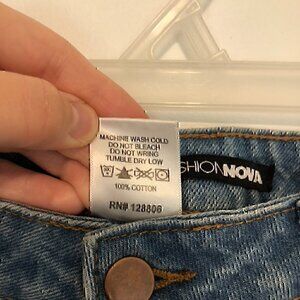 MACHINE WASH COLD
DO NOT BLEACH
DO NOT WRING
TUMBLE DRY LOW
100% COTTON
RN# 128806
SHIONNOVA